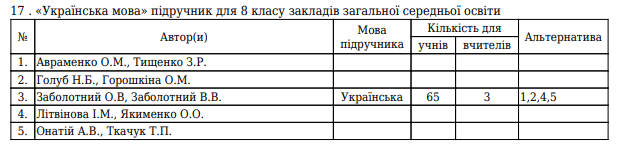 17 . «Українська мова» підручник для 8 класу закладів загальної середньої освіти
№ Автор(и) Мова підручника Кількість для Альтернатива
учнів вчителів
1. Авраменко О.М., Тищенко З.Р.
2. Голуб Н.Б., Горошкіна О.М.
3. Заболотний О.В, Заболотний В.В. Українська 65 3 1,2,4,5
4. Літвінова І.М., Якименко О.О.
5. Онатій А.В., Ткачук Т.П.